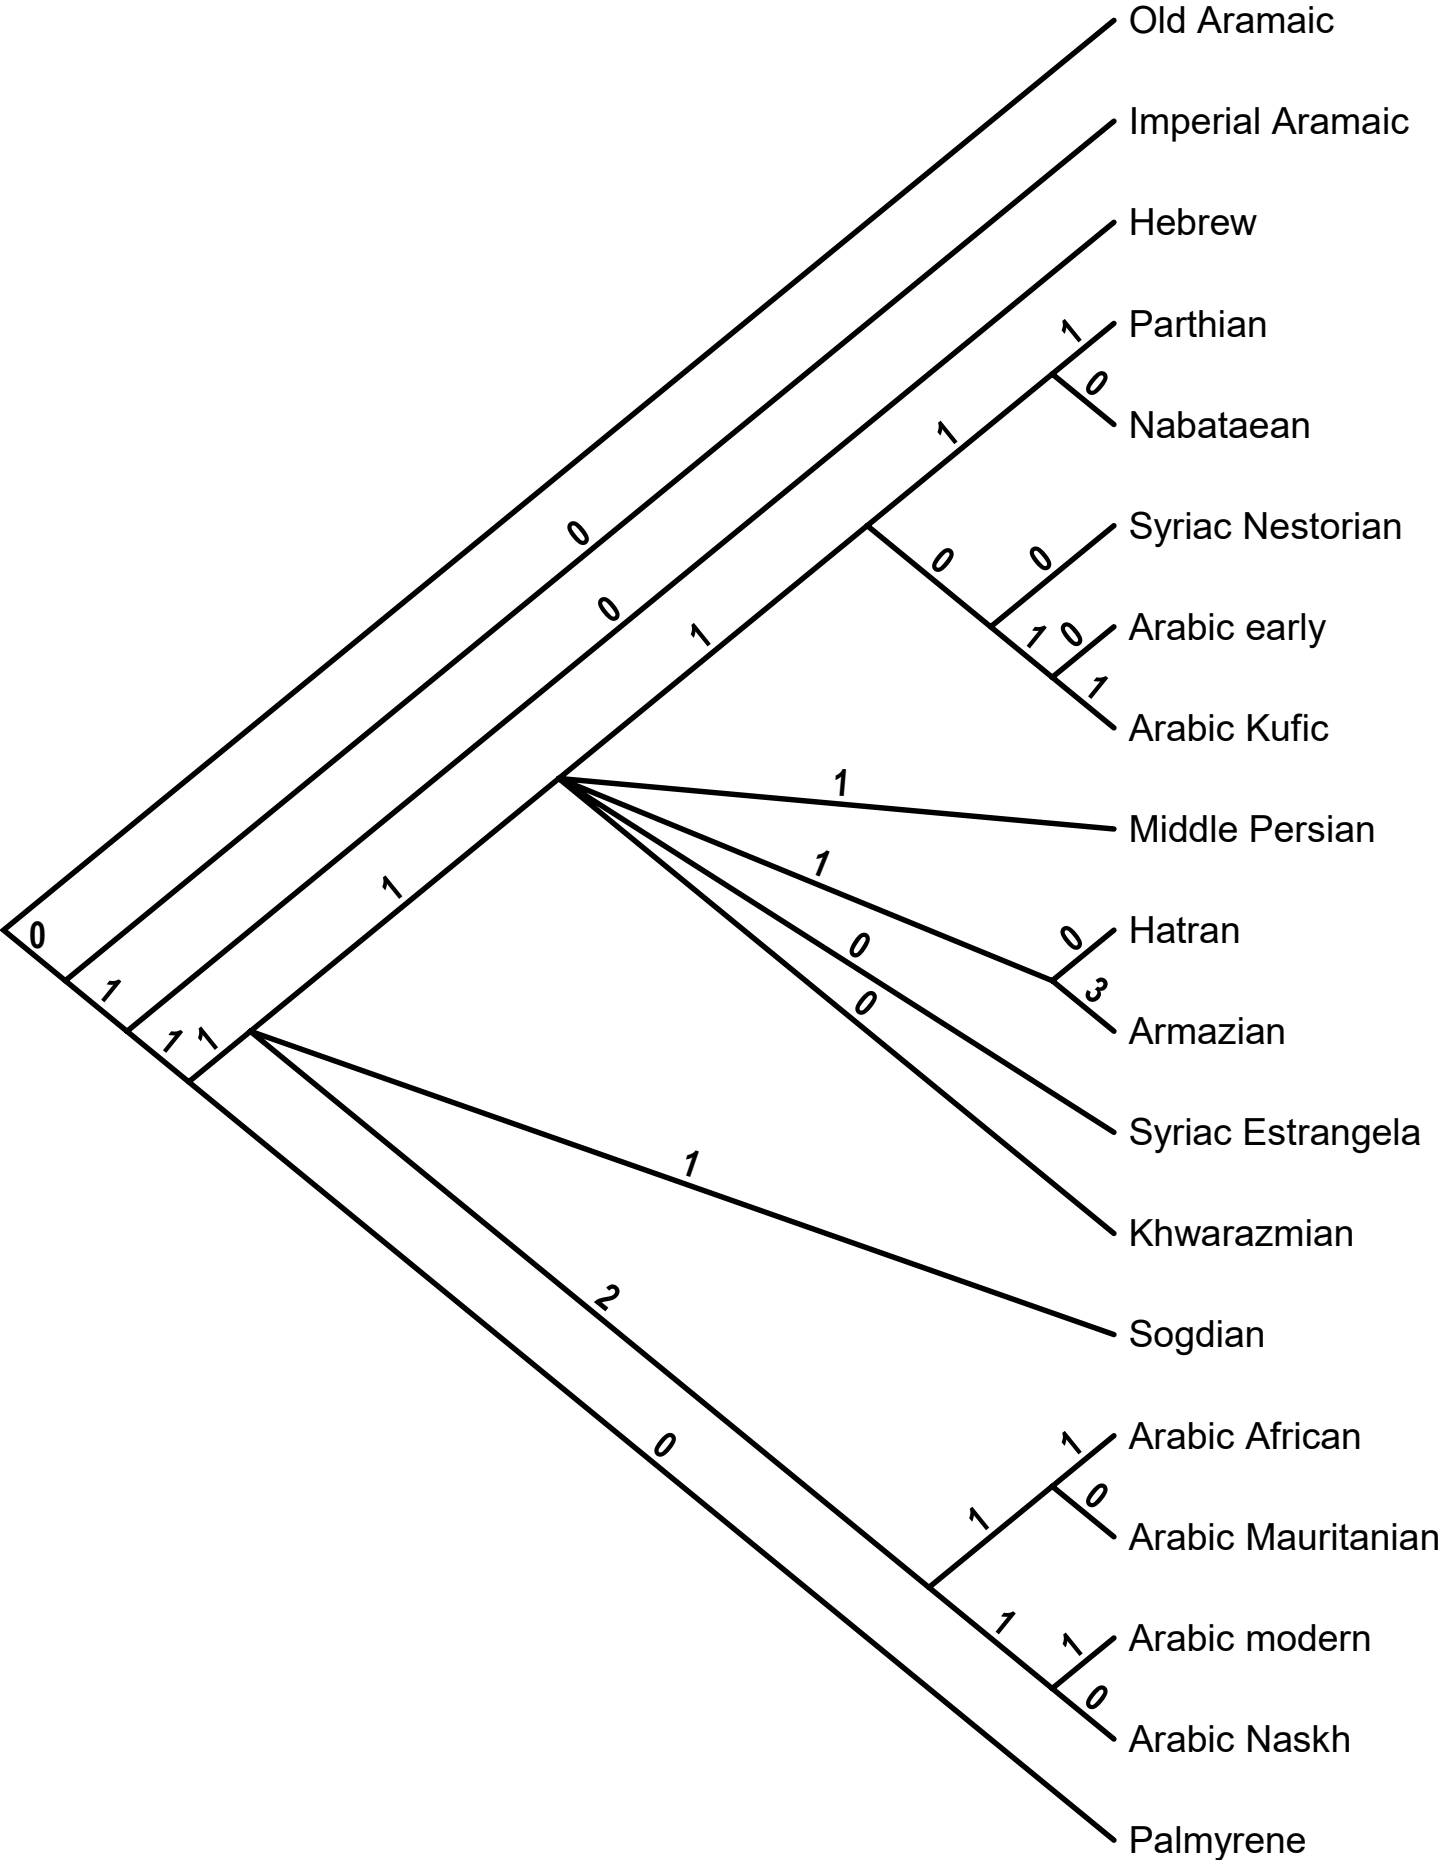 Old Aramaic
Imperial Aramaic
Hebrew
1 Parthian
0
1 Nabataean
0
0 0 Syriac Nestorian
0
1 1 0 Arabic early
1
Arabic Kufic
1
Middle Persian
1
1
0 0 0 Hatran
1 3
0
1 1 Armazian
Syriac Estrangela
1
Khwarazmian
2
Sogdian
0 1 Arabic African
0
1 Arabic Mauritanian
1 1 Arabic modern
0
Arabic Naskh
Palmyrene